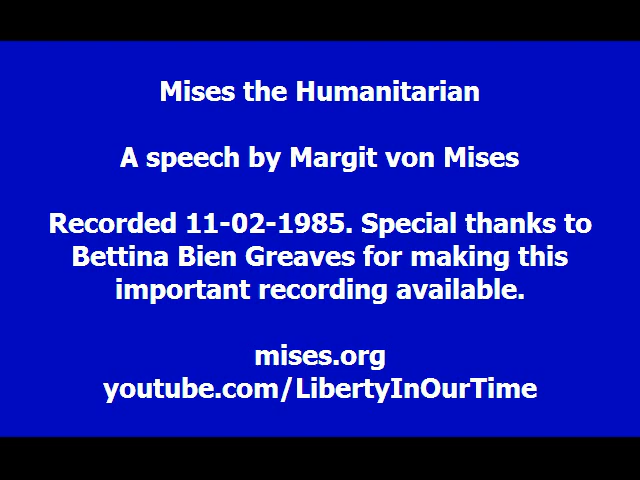 Mises the Humanitarian
A speech by Margit von Mises
Recorded 11-02-1985. Special thanks to
Bettina Bien Greaves for making this
important recording available.
mises.org
youtube.com/LibertyInOurTime